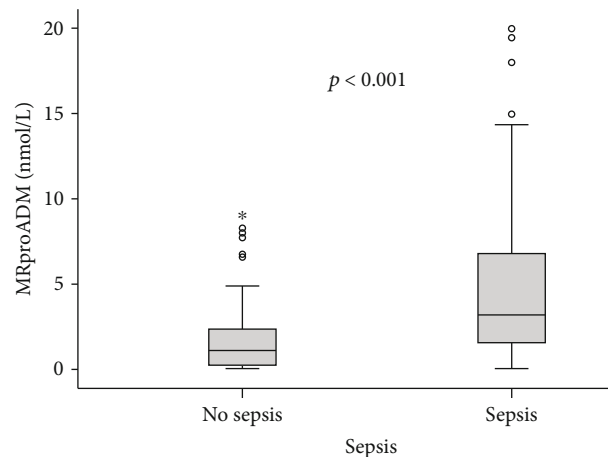 MRproADM (nmol/L)
20
15
10
5
0
p < 0.001
*
No sepsis
Sepsis
Sepsis